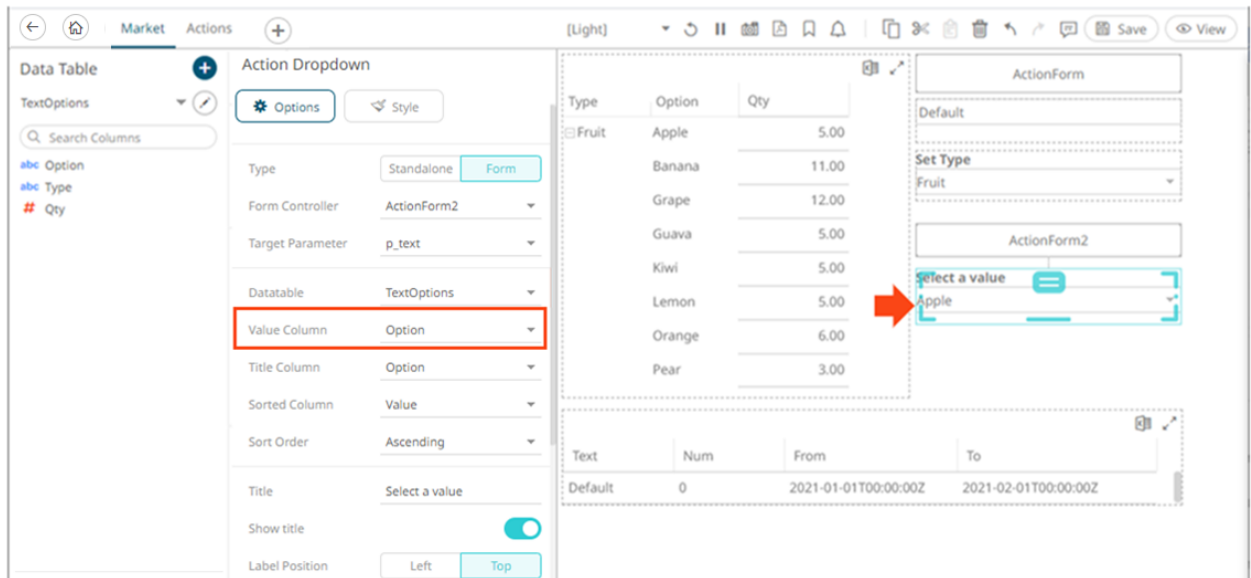 Market Actions [Light] Save View
Data Table
TextOptions
Search Columns
abc Option
abc Type
# Qty
Action Dropdown
Options Style
Type Standalone Form
Form Controller ActionForm2
Target Parameter p_text
Datatable TextOptions
Value Column Option
Title Column Option
Sorted Column Value
Sort Order Ascending
Title Select a value
Show title
Label Position Left Top
Type Option Qty
Fruit Apple 5.00
Banana 11.00
Grape 12.00
Guava 5.00
Kiwi 5.00
Lemon 5.00
Orange 6.00
Pear 3.00
ActionForm
Default
Set Type
Fruit
ActionForm2
Select a value
Apple
Text Num From To
Default 0 2021-01-01T00:00:00Z 2021-02-01T00:00:00Z